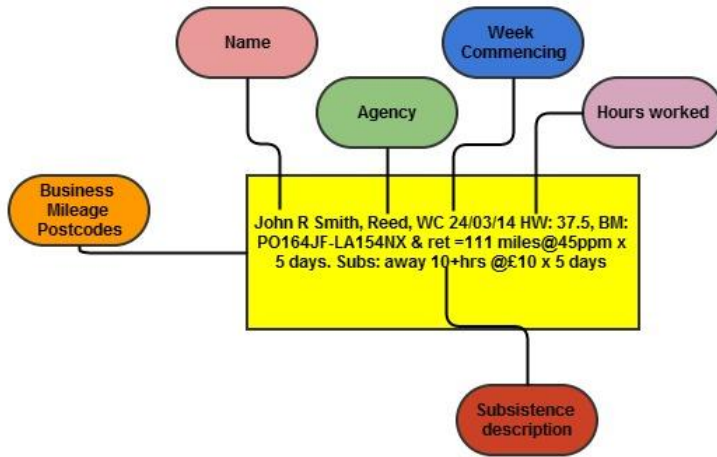 Name
Week
Commencing
Agency
Hours worked
Business
Mileage
Postcodes
John R Smith, Reed, WC 24/03/14 HW: 37.5, BM:
PO164JF-LA154NX & ret =111 miles@45ppm x
5 days. Subs: away 10+hrs @£10 x 5 days
Subsistence
description